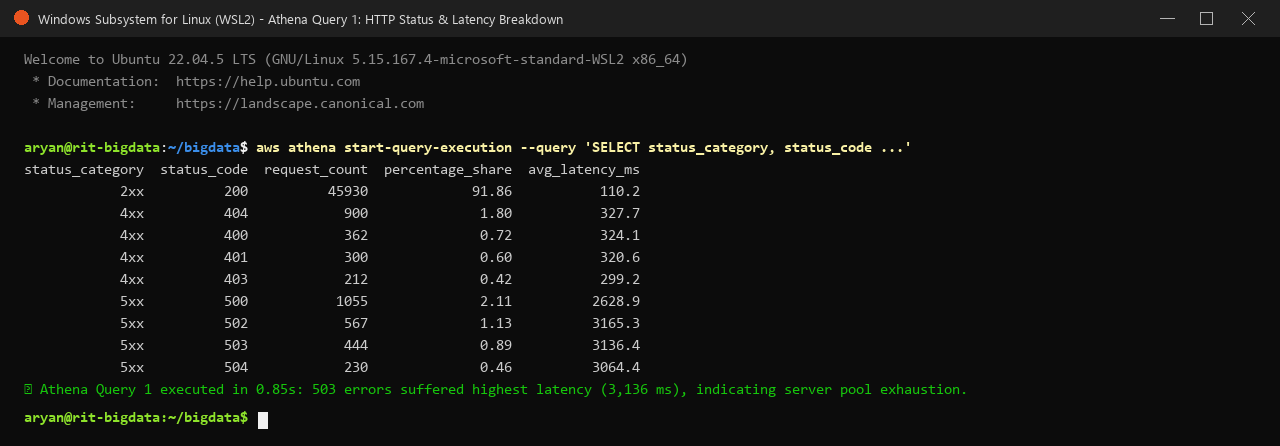 Windows Subsystem for Linux (WSL2) - Athena Query 1: HTTP Status & Latency Breakdown
Welcome to Ubuntu 22.04.5 LTS (GNU/Linux 5.15.167.4-microsoft-standard-WSL2 x86_64)
 * Documentation:  https://help.ubuntu.com
 * Management:     https://landscape.canonical.com
aryan@rit-bigdata:~/bigdata$ aws athena start-query-execution --query 'SELECT status_category, status_code ...'
status_category  status_code  request_count  percentage_share  avg_latency_ms
            2xx          200          45930             91.86           110.2
            4xx          404            900              1.80           327.7
            4xx          400            362              0.72           324.1
            4xx          401            300              0.60           320.6
            4xx          403            212              0.42           299.2
            5xx          500           1055              2.11          2628.9
            5xx          502            567              1.13          3165.3
            5xx          503            444              0.89          3136.4
            5xx          504            230              0.46          3064.4
Athena Query 1 executed in 0.85s: 503 errors suffered highest latency (3,136 ms), indicating server pool exhaustion.
aryan@rit-bigdata:~/bigdata$